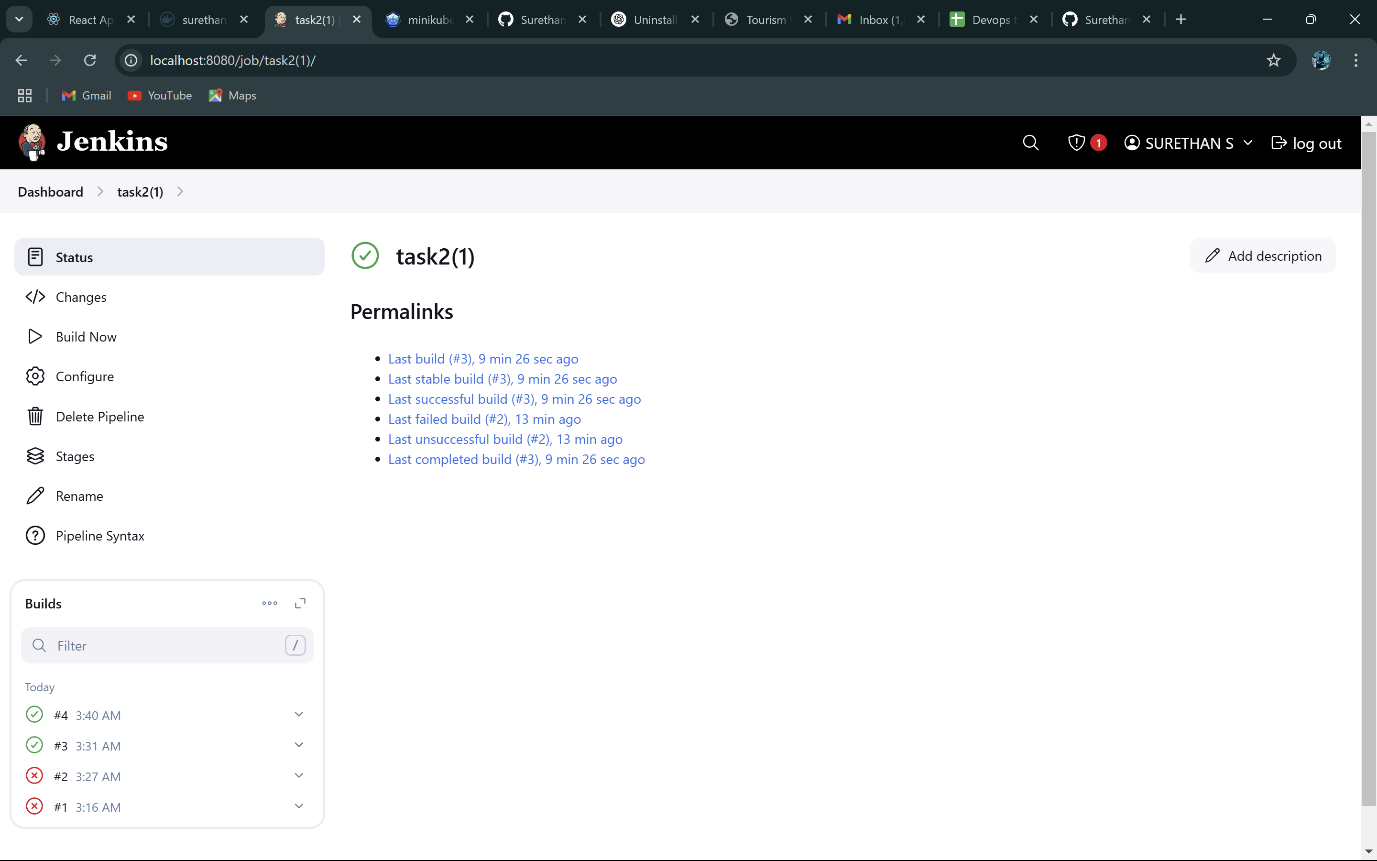 React Ap
surethan
task2(1)
minikube
Surethan
Uninstall
Tourism
Inbox (1,
Devops t
Surethan
localhost:8080/job/task2(1)/
Gmail
YouTube
Maps
Jenkins
1
SURETHAN S
log out
Dashboard
task2(1)
Status
task2(1)
Add description
Changes
Permalinks
Build Now
Last build (#3), 9 min 26 sec ago
Configure
Last stable build (#3), 9 min 26 sec ago
Last successful build (#3), 9 min 26 sec ago
Delete Pipeline
Last failed build (#2), 13 min ago
Last unsuccessful build (#2), 13 min ago
Stages
Last completed build (#3), 9 min 26 sec ago
Rename
Pipeline Syntax
Builds
Filter /
Today
#4 3:40 AM
#3 3:31 AM
#2 3:27 AM
#1 3:16 AM